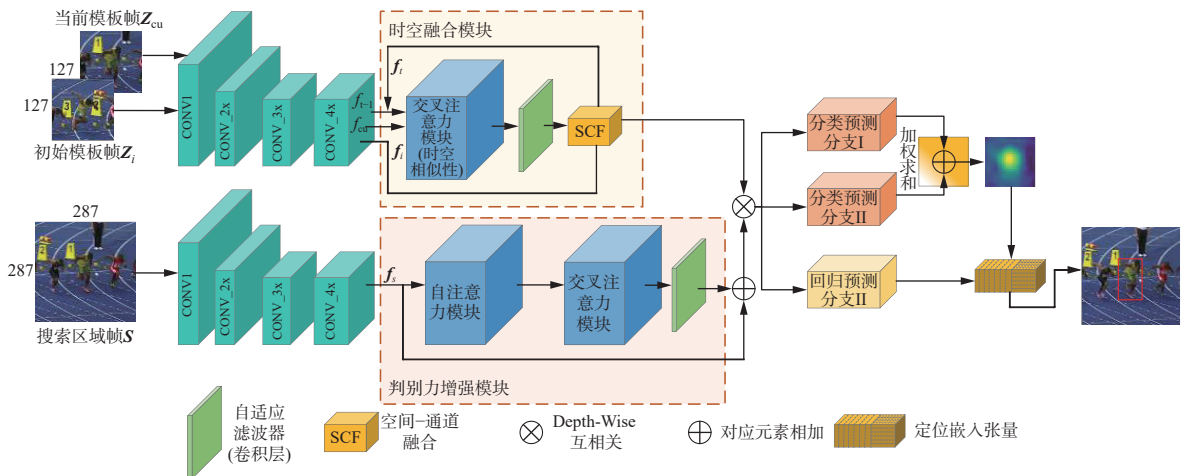 当前模板帧Zcu
127
127
初始模板帧Zi
CONV1
CONV_2x
CONV_3x
CONV_4x
时空融合模块
ft
ft−1
fcu
fi
交叉注
意力
模块
(时空
相似性)
SCF
287
287
搜索区域帧S
CONV1
CONV_2x
CONV_3x
CONV_4x
fs
自注意
力模块
交叉注
意力
模块
判别力增强模块
分类预测
分支I
分类预测
分支II
回归预测
分支II
加权求和
自适应
滤波器
(卷积层)
SCF
空间−通道
融合
Depth-Wise
互相关
对应元素相加
定位嵌入张量